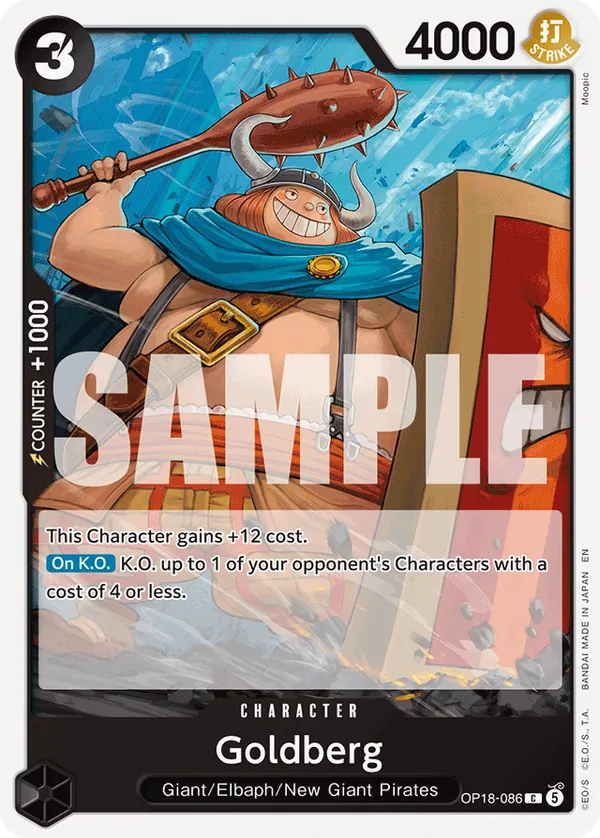 3
4000
打
STRIKE
Moopic
COUNTER +1000
SAMPLE
This Character gains +12 cost.
On K.O. K.O. up to 1 of your opponent's Characters with a
cost of 4 or less.
©E.O/S ©E.O./S., T.A. BANDAI MADE IN JAPAN EN
CHARACTER
Goldberg
Giant/Elbaph/New Giant Pirates
OP18-086 C 5